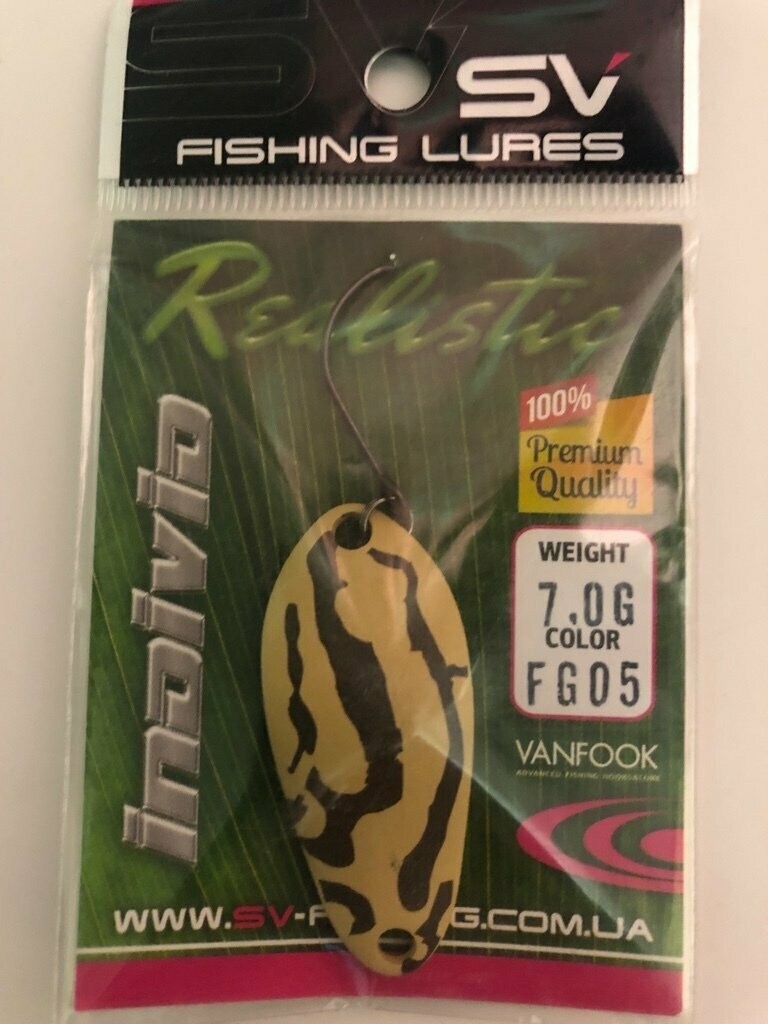 SV
FISHING LURES
Realistic
100%
Premium
Quality
inDiviD
WEIGHT
7.0G
COLOR
FG05
VANFOOK
ADVANCED FISHING HOOKS&LURE
WWW.SV-F G.COM.UA